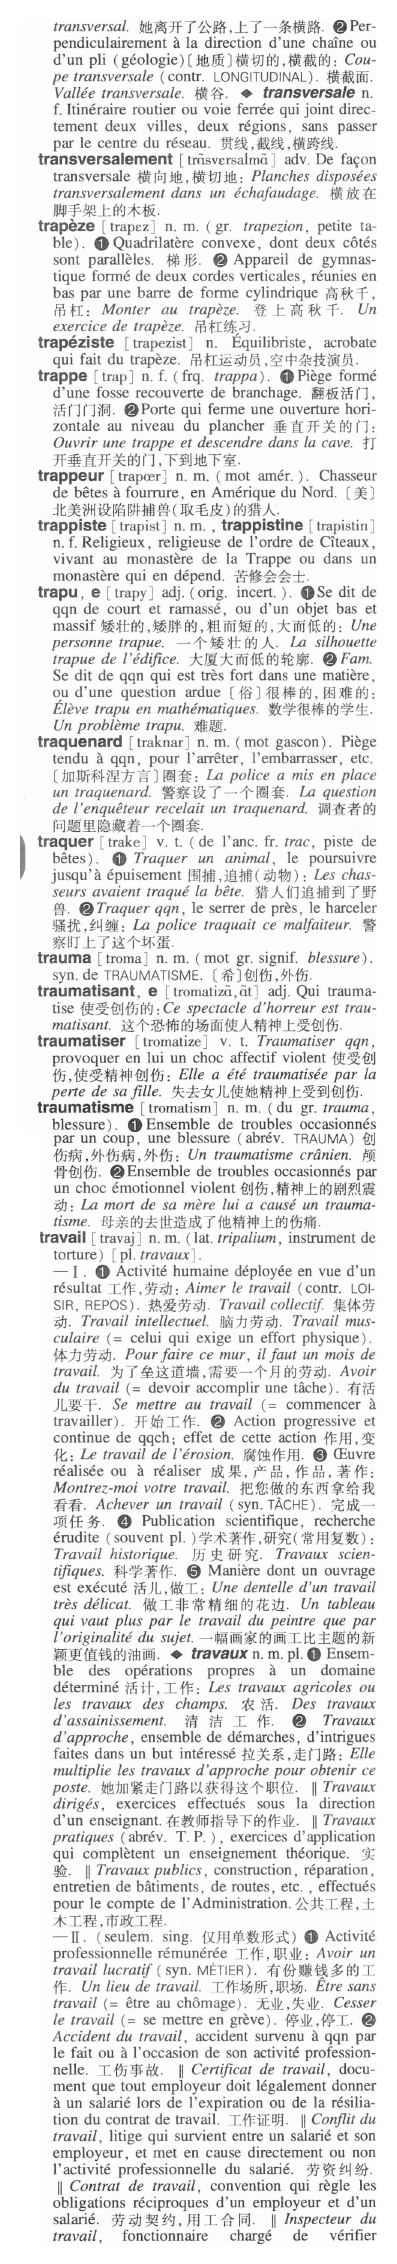 transversal. 她离开了公路,上了一条横路. ❷Per-
pendiculairement à la direction d'une chaîne ou
d'un pli (géologie)〔地质〕横切的,横截的: Cou-
pe transversale (contr. LONGITUDINAL). 横截面.
Vallée transversale. 横谷. ◆ transversale n.
f. Itinéraire routier ou voie ferrée qui joint direc-
tement deux villes, deux régions, sans passer
par le centre du réseau. 贯线,截线,横跨线.
transversalement [trɑ̃svɛrsalmɑ̃] adv. De façon
transversale 横向地,横切地: Planches disposées
transversalement dans un échafaudage. 横放在
脚手架上的木板.
trapèze [trapɛz] n. m. (gr. trapezion, petite ta-
ble). ❶Quadrilatère convexe, dont deux côtés
sont parallèles. 梯形. ❷ Appareil de gymnas-
tique formé de deux cordes verticales, réunies en
bas par une barre de forme cylindrique 高秋千,
吊杠: Monter au trapèze. 登上高秋千. Un
exercice de trapèze. 吊杠练习.
trapéziste [trapezist] n. Équilibriste, acrobate
qui fait du trapèze. 吊杠运动员,空中杂技演员.
trappe [trap] n. f. (frq. trappa). ❶Piège formé
d'une fosse recouverte de branchage. 翻板活门,
活门门洞. ❷Porte qui ferme une ouverture hori-
zontale au niveau du plancher 垂直开关的门:
Ouvrir une trappe et descendre dans la cave. 打
开垂直开关的门,下到地下室.
trappeur [trapœr] n. m. (mot amér.). Chasseur
de bêtes à fourrure, en Amérique du Nord. 〔美〕
北美洲设陷阱捕兽(取毛皮)的猎人.
trappiste [trapist] n. m., trappistine [trapistin]
n. f. Religieux, religieuse de l'ordre de Cîteaux,
vivant au monastère de la Trappe ou dans un
monastère qui en dépend. 苦修会会士.
trapu, e [trapy] adj. (orig. incert.). ❶Se dit de
qqn de court et ramassé, ou d'un objet bas et
massif 矮壮的,矮胖的,粗而短的,大而低的: Une
personne trapue. 一个矮壮的人. La silhouette
trapue de l'édifice. 大厦大而低的轮廓. ❷ Fam.
Se dit de qqn qui est très fort dans une matière,
ou d'une question ardue〔俗〕很棒的,困难的:
Élève trapu en mathématiques. 数学很棒的学生.
Un problème trapu. 难题.
traquenard [traknar] n. m. (mot gascon). Piège
tendu à qqn, pour l'arrêter, l'embarrasser, etc.
〔加斯科涅方言〕圈套: La police a mis en place
un traquenard. 警察设了一个圈套. La question
de l'enquêteur recelait un traquenard. 调查者的
问题里隐藏着一个圈套.
traquer [trake] v. t. (de l'anc. fr. trac, piste de
bêtes). ❶ Traquer un animal, le poursuivre
jusqu'à épuisement 围捕,追捕(动物): Les chas-
seurs avaient traqué la bête. 猎人们追捕到了野
兽. ❷Traquer qqn, le serrer de près, le harceler
骚扰,纠缠: La police traquait ce malfaiteur. 警
察盯上了这个坏蛋.
trauma [troma] n. m. (mot gr. signif. blessure).
syn. de TRAUMATISME. 〔希〕创伤,外伤.
traumatisant, e [tromatizɑ̃, ɑ̃t] adj. Qui trauma-
tise 使受创伤的: Ce spectacle d'horreur est trau-
matisant. 这个恐怖的场面使人精神上受创伤.
traumatiser [tromatize] v. t. Traumatiser qqn,
provoquer en lui un choc affectif violent 使受创
伤,使受精神创伤: Elle a été traumatisée par la
perte de sa fille. 失去女儿使她精神上受到创伤.
traumatisme [tromatism] n. m. (du gr. trauma,
blessure). ❶Ensemble de troubles occasionnés
par un coup, une blessure (abrév. TRAUMA) 创
伤病,外伤病,外伤: Un traumatisme crânien. 颅
骨创伤. ❷Ensemble de troubles occasionnés par
un choc émotionnel violent 创伤,精神上的剧烈震
动: La mort de sa mère lui a causé un trauma-
tisme. 母亲的去世造成了他精神上的伤痛.
travail [travaj] n. m. (lat. tripalium, instrument de
torture) [pl. travaux].
—Ⅰ. ❶ Activité humaine déployée en vue d'un
résultat 工作,劳动: Aimer le travail (contr. LOI-
SIR, REPOS). 热爱劳动. Travail collectif. 集体劳
动. Travail intellectuel. 脑力劳动. Travail mus-
culaire (= celui qui exige un effort physique).
体力劳动. Pour faire ce mur, il faut un mois de
travail. 为了垒这道墙,需要一个月的劳动. Avoir
du travail (= devoir accomplir une tâche). 有活
儿要干. Se mettre au travail (= commencer à
travailler). 开始工作. ❷ Action progressive et
continue de qqch; effet de cette action 作用,变
化: Le travail de l'érosion. 腐蚀作用. ❸ Œuvre
réalisée ou à réaliser 成果,产品,作品,著作:
Montrez-moi votre travail. 把您做的东西拿给我
看看. Achever un travail (syn. TÂCHE). 完成一
项任务. ❹ Publication scientifique, recherche
érudite (souvent pl.) 学术著作,研究(常用复数):
Travail historique. 历史研究. Travaux scien-
tifiques. 科学著作. ❺ Manière dont un ouvrage
est exécuté 活儿,做工: Une dentelle d'un travail
très délicat. 做工非常精细的花边. Un tableau
qui vaut plus par le travail du peintre que par
l'originalité du sujet. 一幅画家的画工比主题的新
颖更值钱的油画. ◆ travaux n. m. pl. ❶ Ensem-
ble des opérations propres à un domaine
déterminé 活计,工作: Les travaux agricoles ou
les travaux des champs. 农活. Des travaux
d'assainissement. 清洁工作. ❷ Travaux
d'approche, ensemble de démarches, d'intrigues
faites dans un but intéressé 拉关系,走门路: Elle
multiplie les travaux d'approche pour obtenir ce
poste. 她加紧走门路以获得这个职位. ‖ Travaux
dirigés, exercices effectués sous la direction
d'un enseignant. 在教师指导下的作业. ‖ Travaux
pratiques (abrév. T. P.), exercices d'application
qui complètent un enseignement théorique. 实
验. ‖ Travaux publics, construction, réparation,
entretien de bâtiments, de routes, etc., effectués
pour le compte de l'Administration. 公共工程,土
木工程,市政工程.
—Ⅱ. (seulem. sing. 仅用单数形式) ❶ Activité
professionnelle rémunérée 工作,职业: Avoir un
travail lucratif (syn. MÉTIER). 有份赚钱多的工
作. Un lieu de travail. 工作场所,职场. Être sans
travail (= être au chômage). 无业,失业. Cesser
le travail (= se mettre en grève). 停业,停工. ❷
Accident du travail, accident survenu à qqn par
le fait ou à l'occasion de son activité profession-
nelle. 工伤事故. ‖ Certificat de travail, docu-
ment que tout employeur doit légalement donner
à un salarié lors de l'expiration ou de la résilia-
tion du contrat de travail. 工作证明. ‖ Conflit du
travail, litige qui survient entre un salarié et son
employeur, et met en cause directement ou non
l'activité professionnelle du salarié. 劳资纠纷.
‖ Contrat de travail, convention qui règle les
obligations réciproques d'un employeur et d'un
salarié. 劳动契约,用工合同. ‖ Inspecteur du
travail, fonctionnaire chargé de vérifier